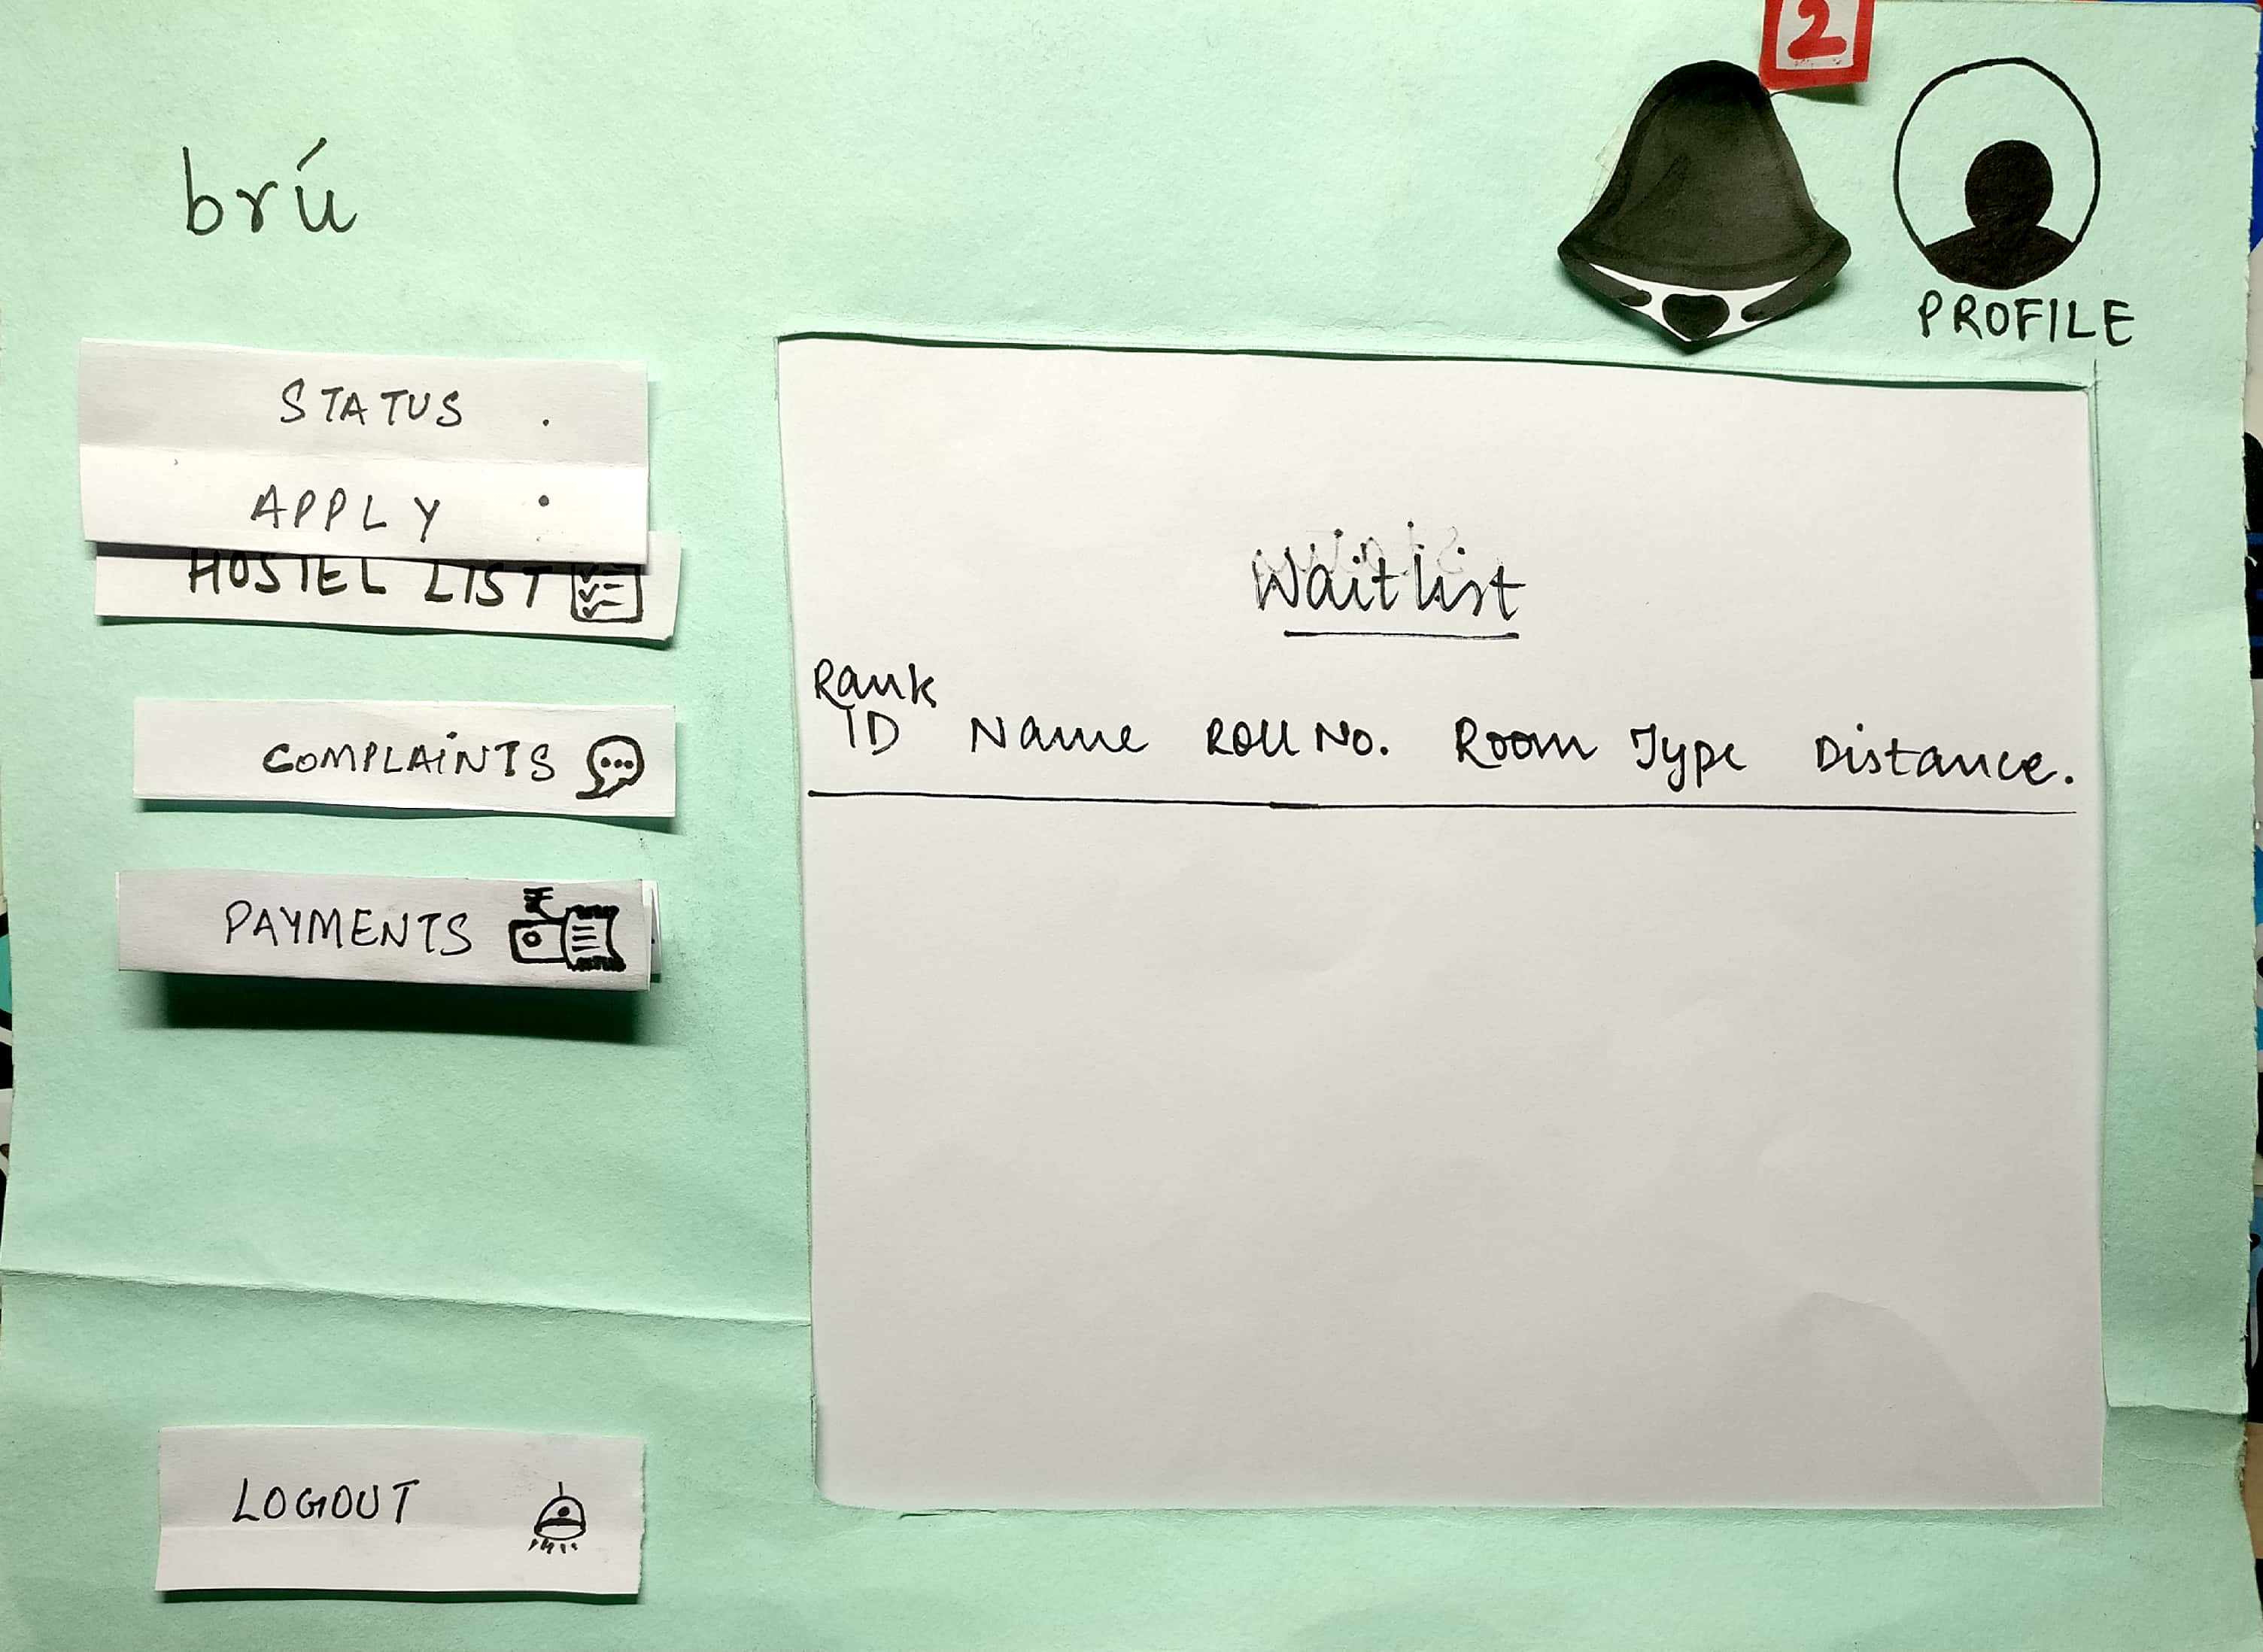 2
brú
PROFILE
STATUS .
APPLY •
HOSTEL LIST
COMPLAINTS
PAYMENTS
LOGOUT
Waitlist
Rank
ID Name Roll No. Room Type Distance.